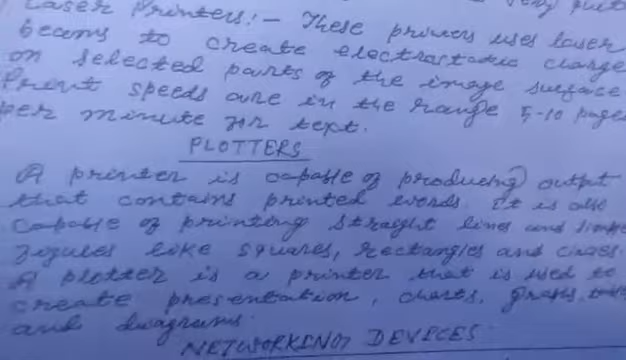 Laser Printers:- These printers uses laser
beams to create electrostatic charge
on selected parts of the image surface
Print speeds are in the range 5-10 pages
per minute for text.
PLOTTERS
A printer is capable of producing output
that contains printed words. It is also
capable of printing straight lines and
figures like squares, rectangles and circles.
A plotter is a printer that is used to
create presentation, charts, graphs,
and diagrams.
NETWORKING DEVICES